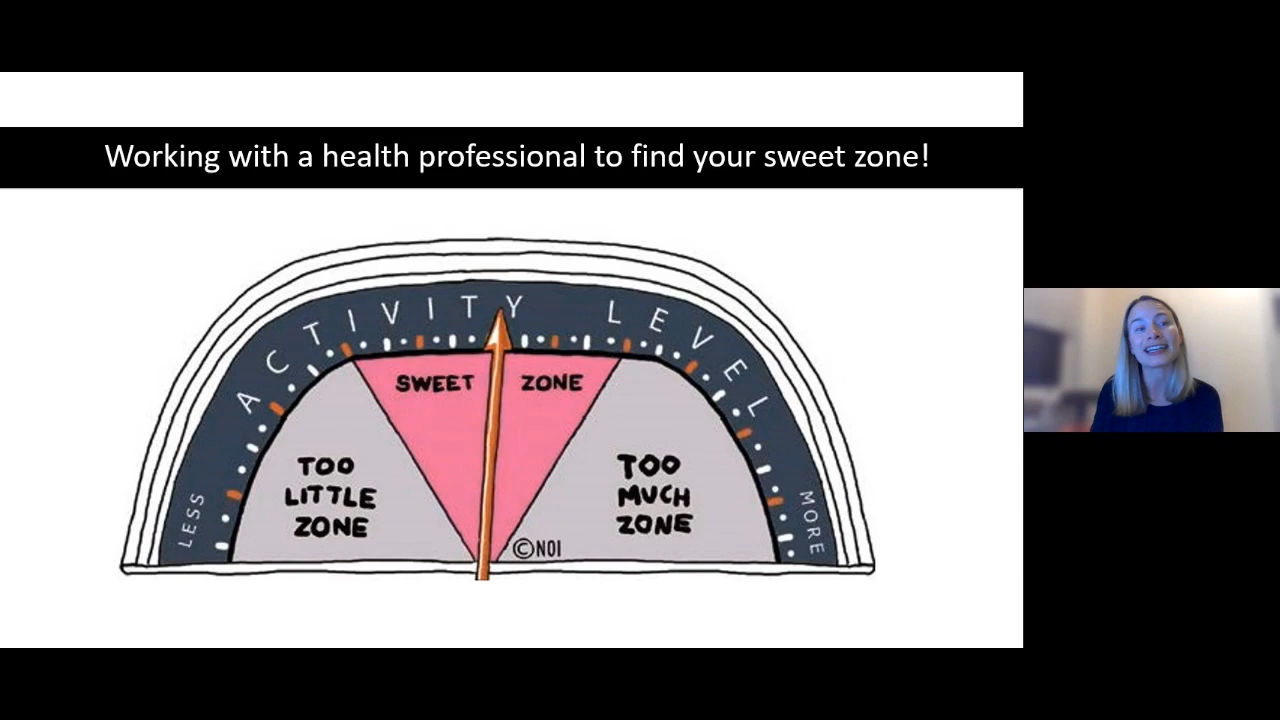 Working with a health professional to find your sweet zone!
ACTIVITY LEVEL
LESS
MORE
SWEET ZONE
TOO
LITTLE
ZONE
TOO
MUCH
ZONE
©NOI